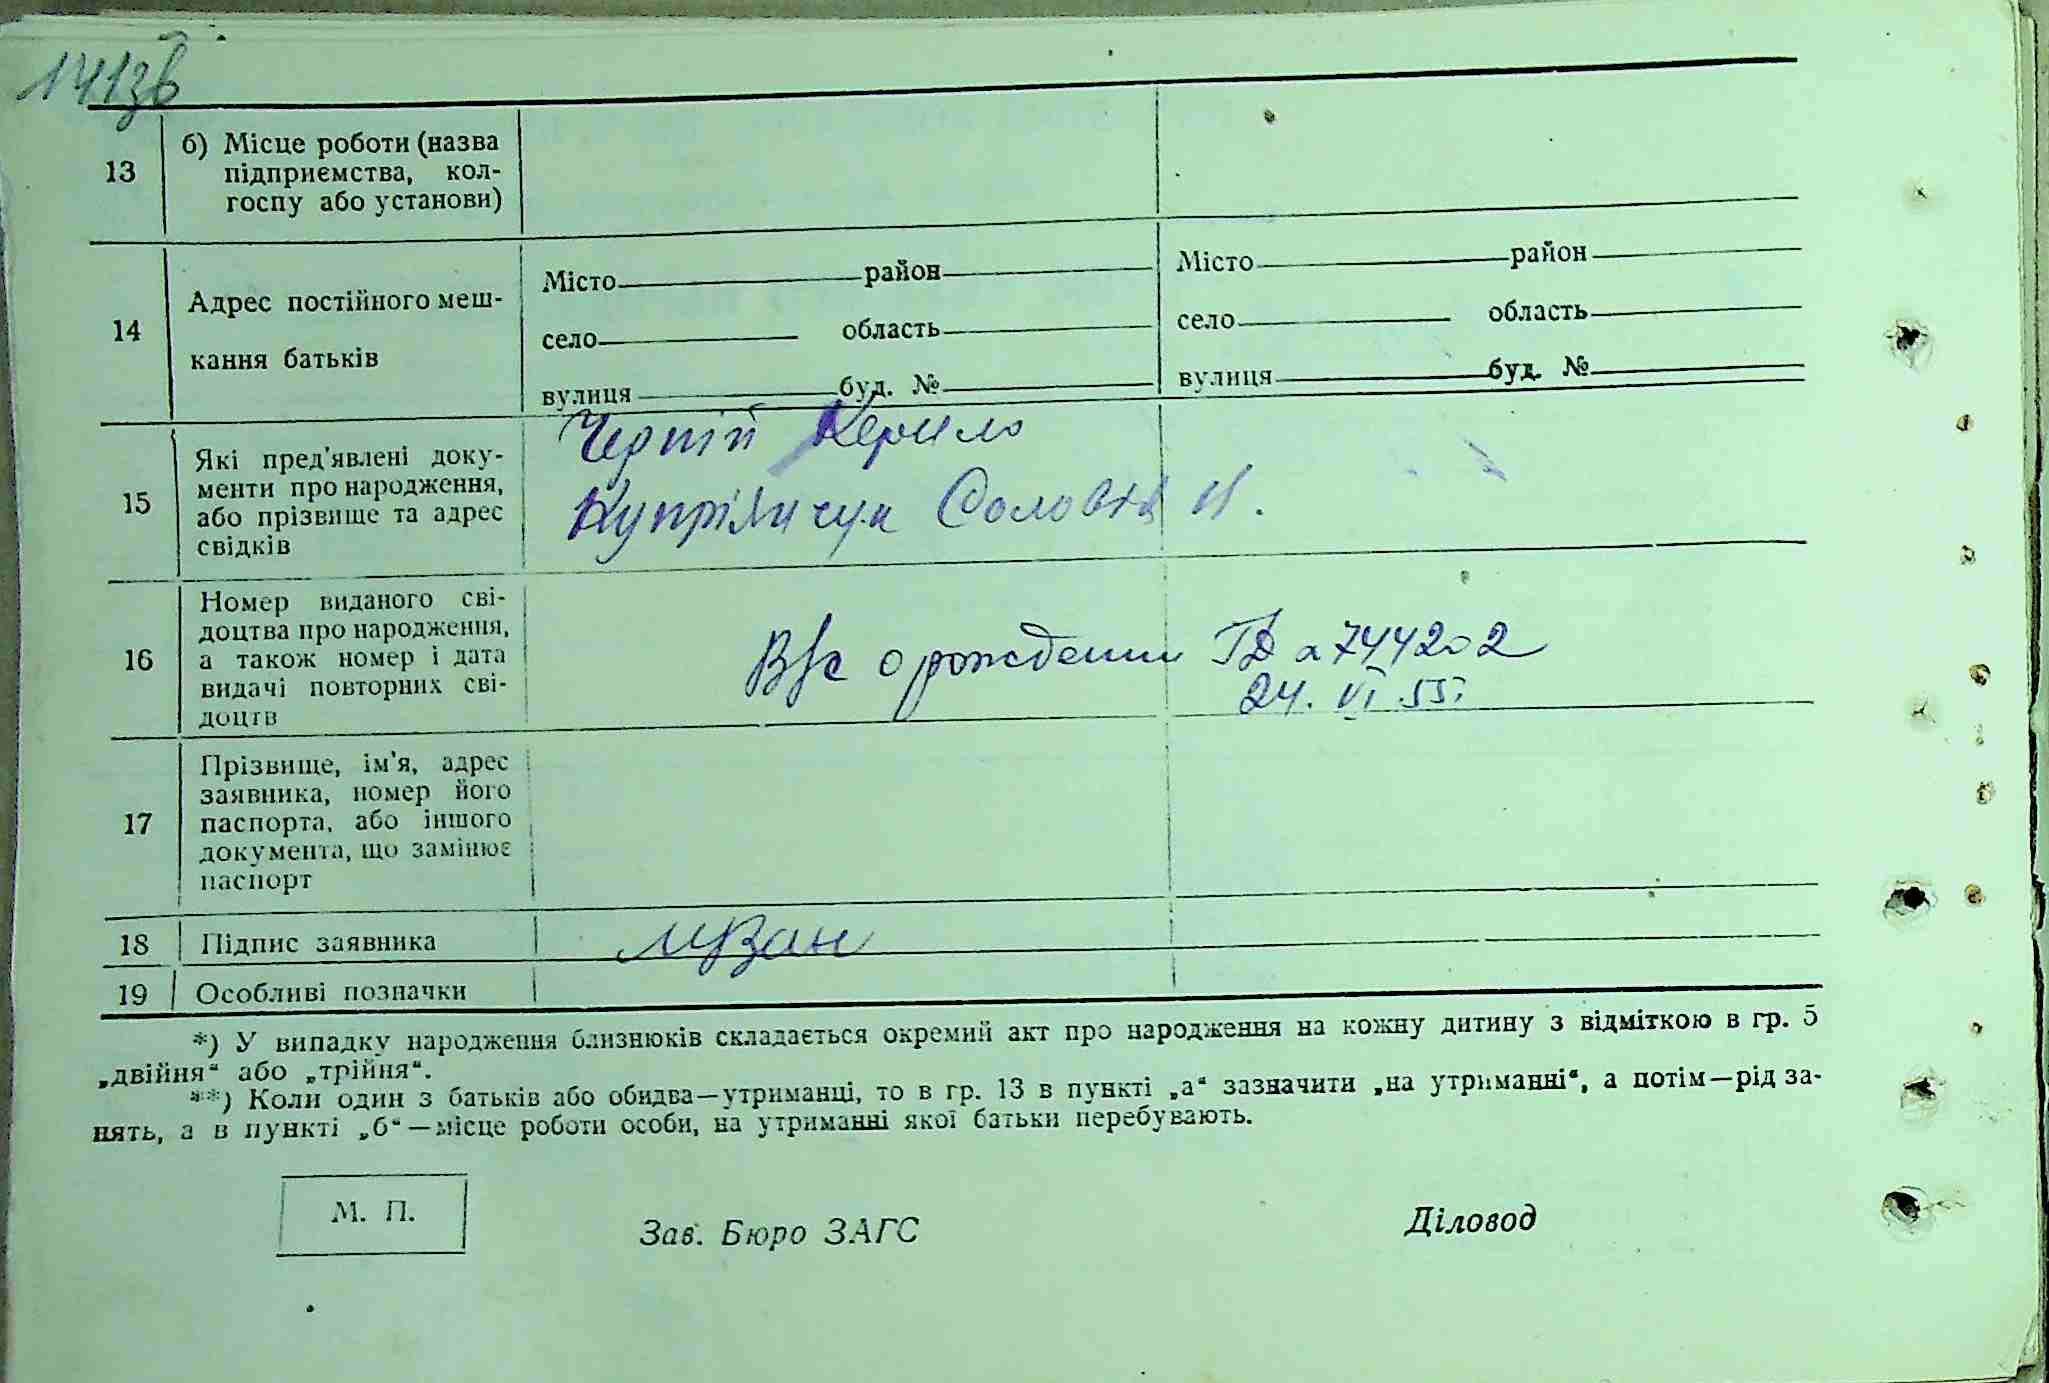 141зв
13
б) Місце роботи (назва
підприємства, кол-
госпу або установи)
14
Адрес постійного меш-
кання батьків
Місто район
село область
вулиця буд. №
Місто район
село область
вулиця буд. №
15
Які пред'явлені доку-
менти про народження,
або прізвище та адрес
свідків
Керило
Купріянчук
16
Номер виданого сві-
доцтва про народження,
а також номер і дата
видачі повторних сві-
доцтв
о рождении 744202
24. VI 55г
17
Прізвище, ім'я, адрес
заявника, номер його
паспорта, або іншого
документа, що замінює
паспорт
18
Підпис заявника
19
Особливі позначки
*) У випадку народження близнюків складається окремий акт про народження на кожну дитину з відміткою в гр. 5
„двійня“ або „трійня“.
**) Коли один з батьків або обидва—утриманці, то в гр. 13 в пункті „а“ зазначити „на утриманні“, а потім—рід за-
нять, а в пункті „б“—місце роботи особи, на утриманні якої батьки перебувають.
М. П.
Зав. Бюро ЗАГС
Діловод